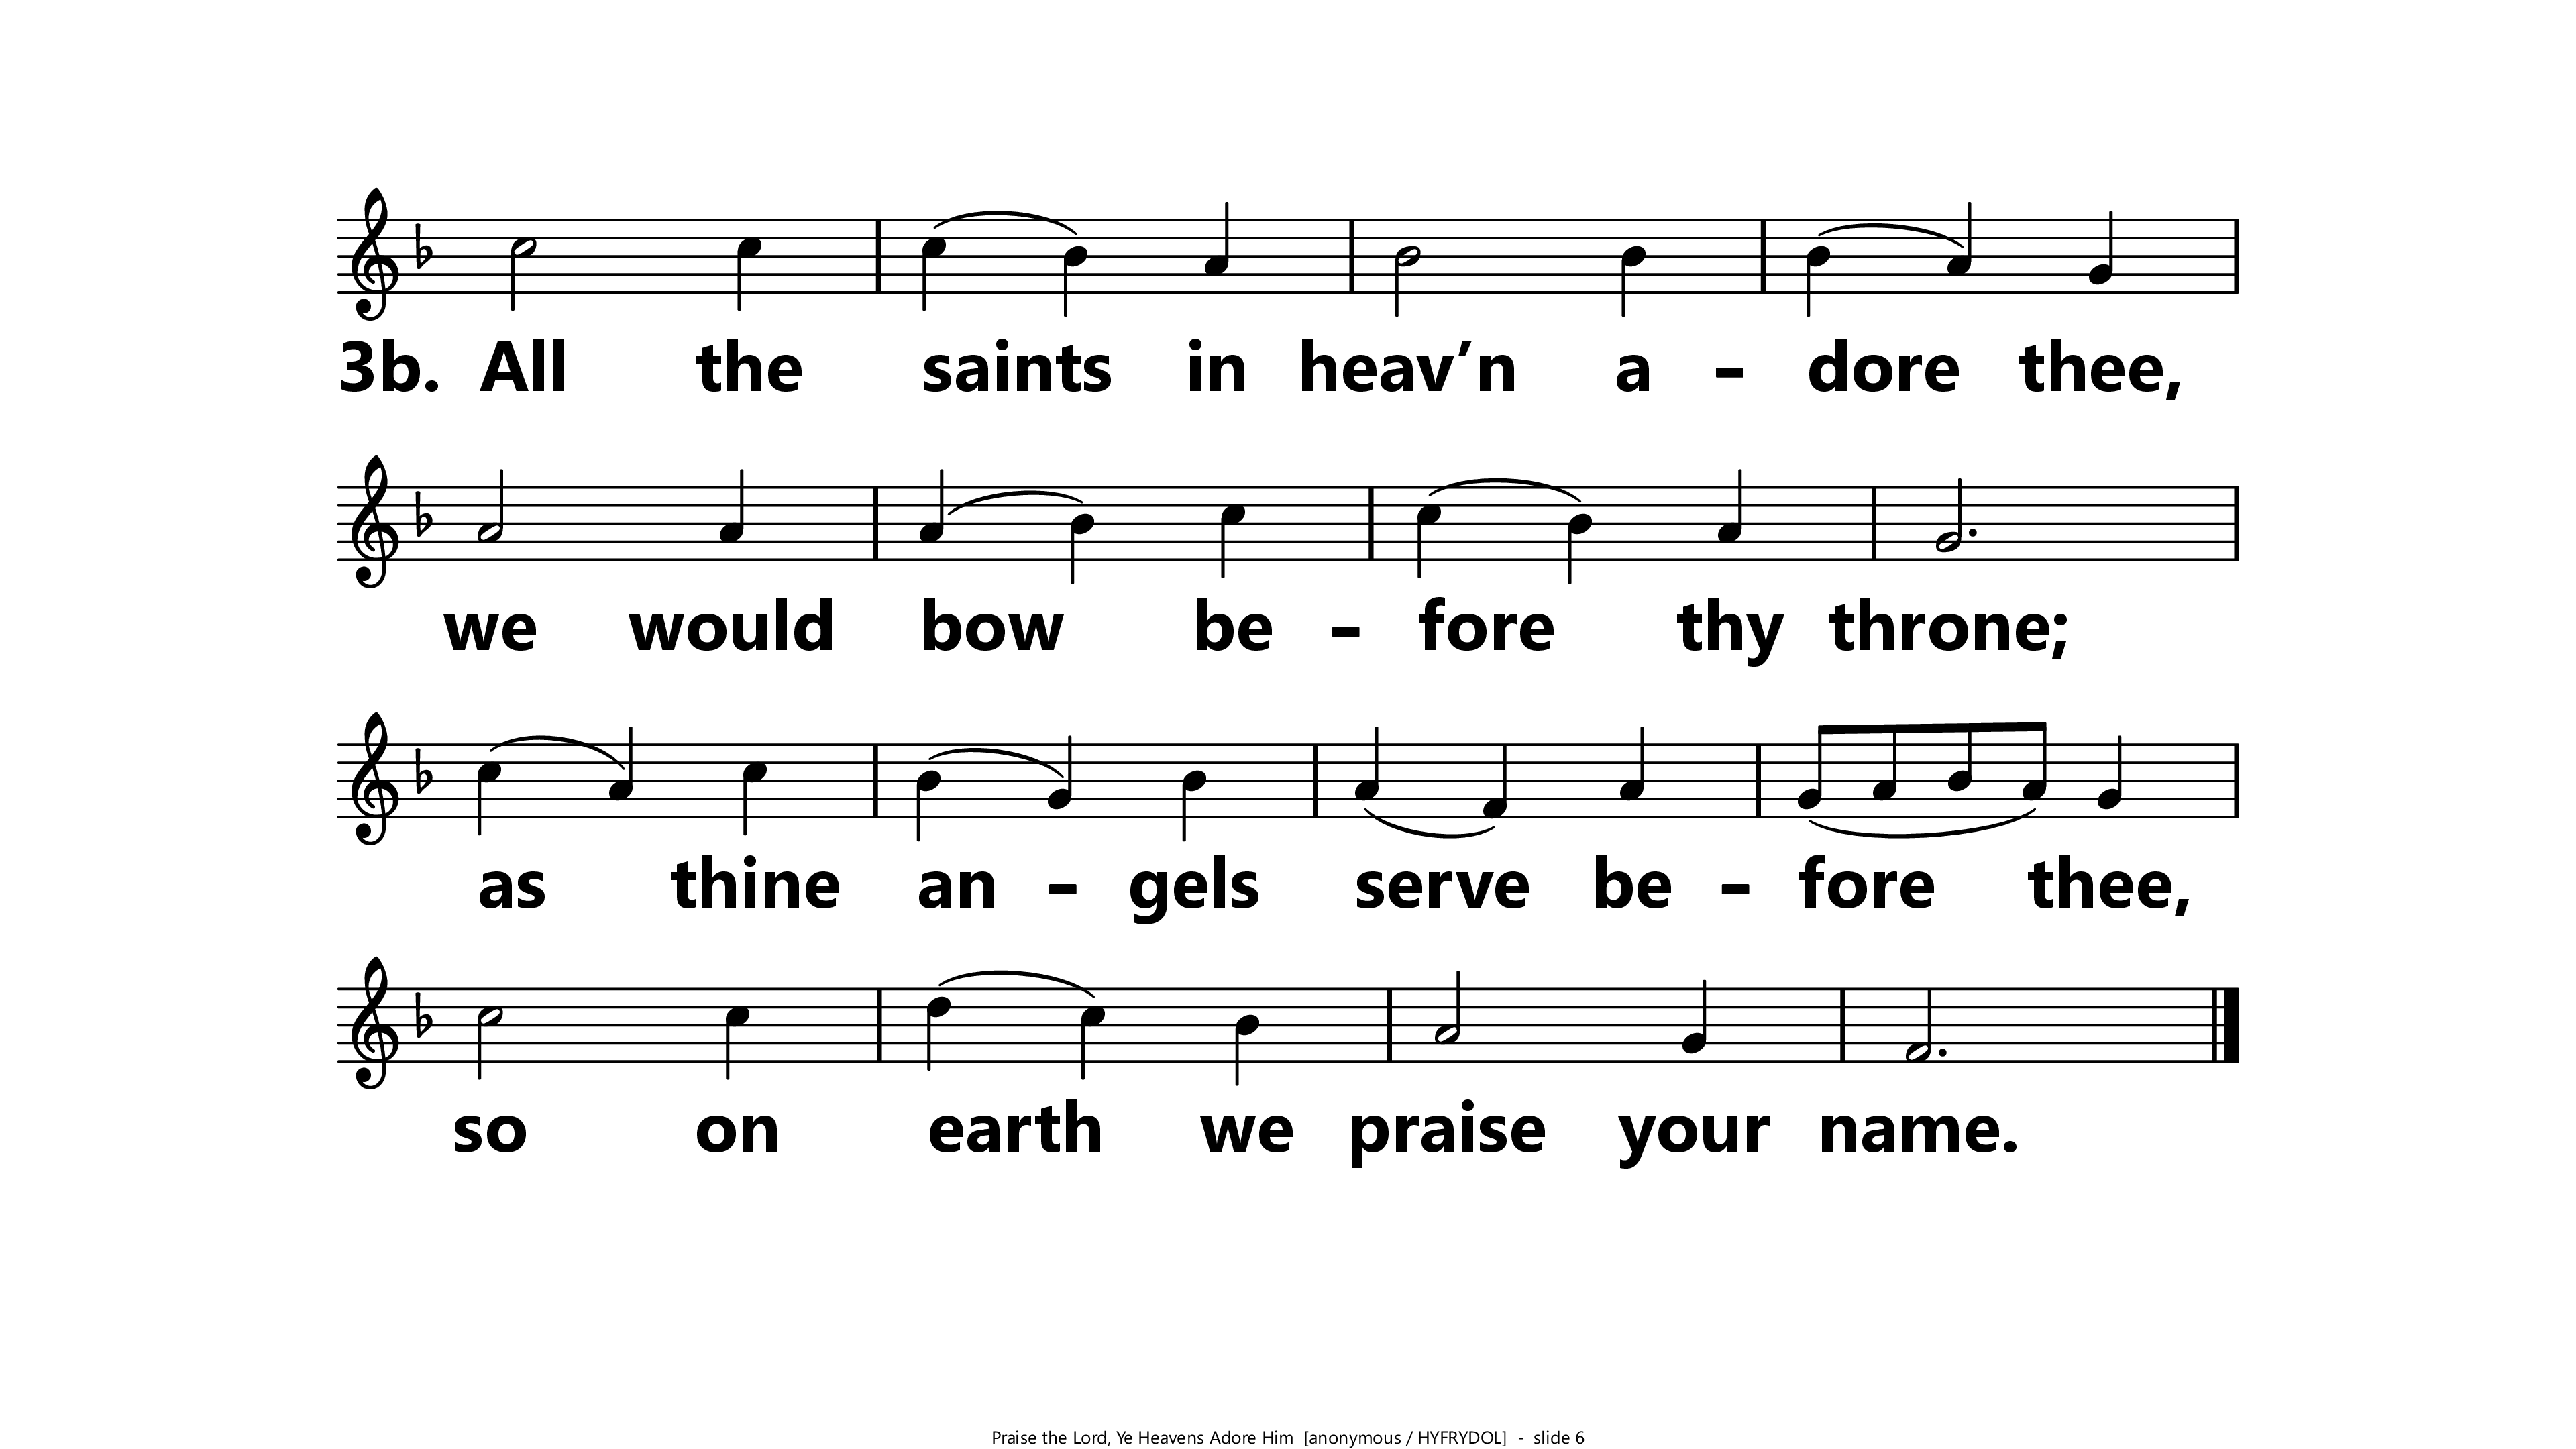 3b. All the saints in heav’n a - dore thee,
we would bow be - fore thy throne;
as thine an - gels serve be - fore thee,
so on earth we praise your name.
Praise the Lord, Ye Heavens Adore Him [anonymous / HYFRYDOL] - slide 6